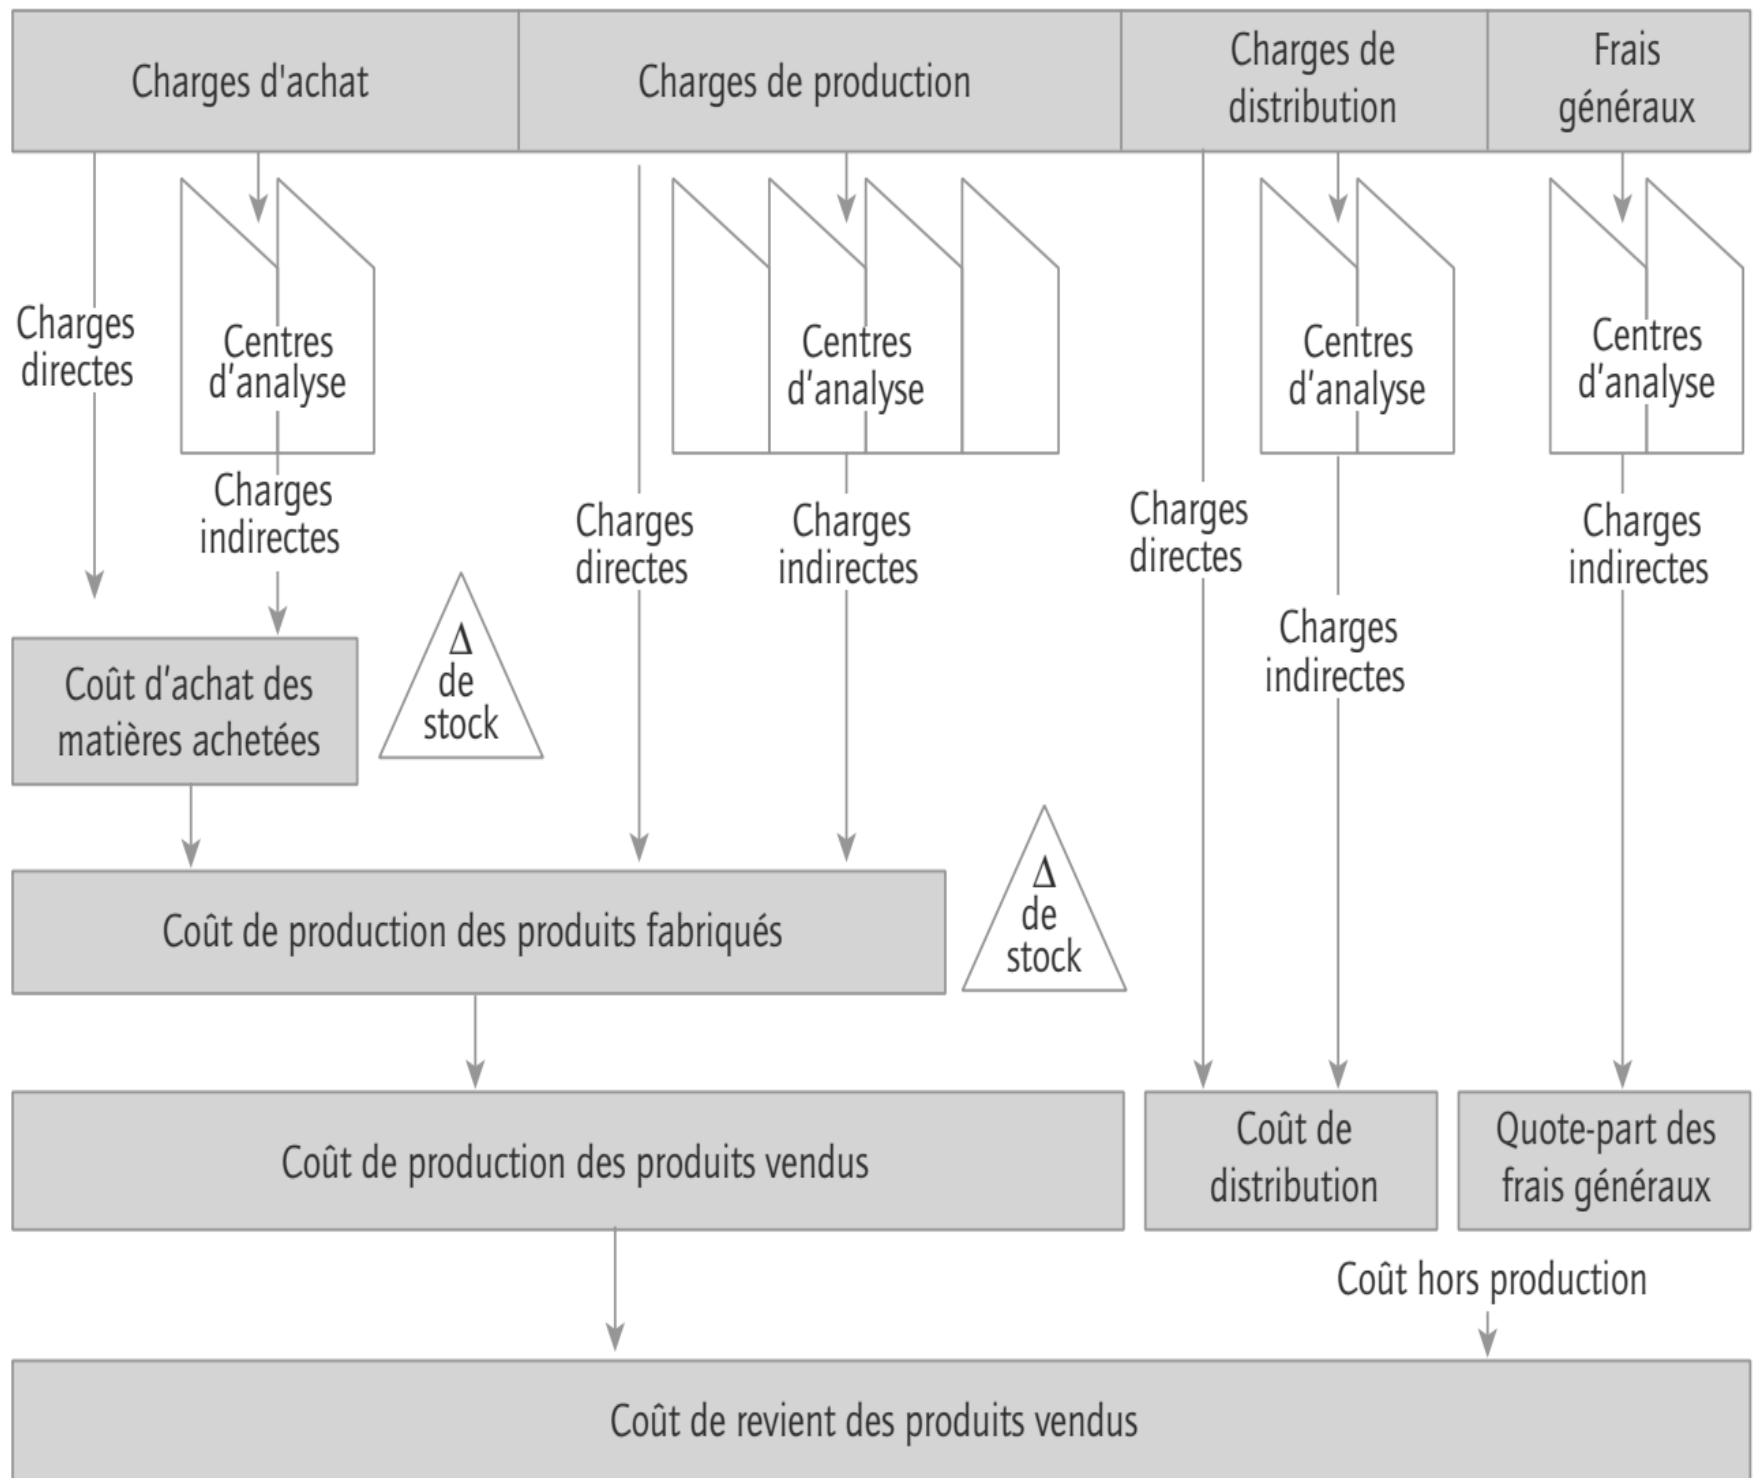 Charges d'achat
Charges de production
Charges de
distribution
Frais
généraux
Charges
directes
Centres
d’analyse
Centres
d’analyse
Centres
d’analyse
Centres
d’analyse
Charges
indirectes
Charges
directes
Charges
indirectes
Charges
directes
Charges
indirectes
Charges
indirectes
Coût d’achat des
matières achetées
Δ
de
stock
Coût de production des produits fabriqués
Δ
de
stock
Coût de production des produits vendus
Coût de
distribution
Quote-part des
frais généraux
Coût hors production
Coût de revient des produits vendus